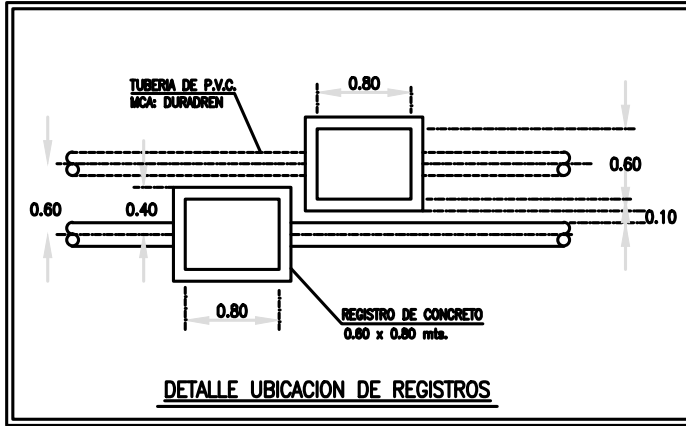 TUBERIA DE P.V.C.
MCA: DURADREN
0.80
0.60
0.60
0.40
0.10
0.80
REGISTRO DE CONCRETO
0.60 x 0.80 mts.
DETALLE UBICACION DE REGISTROS